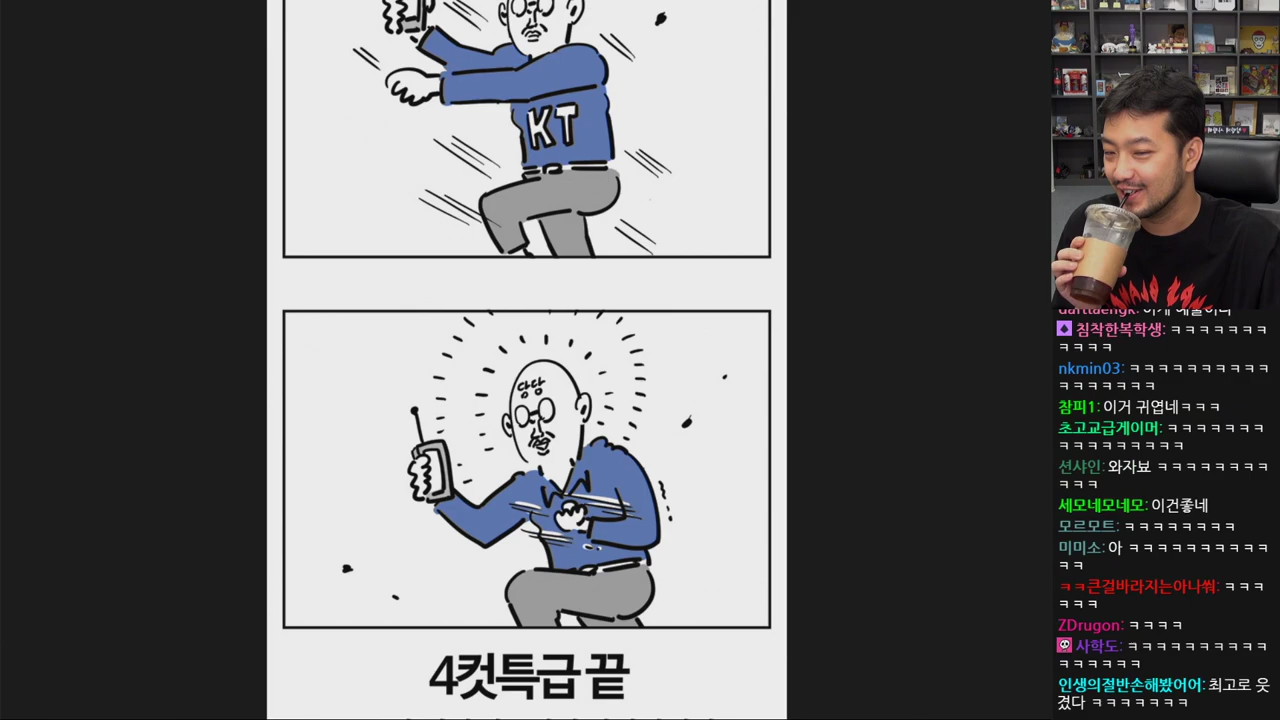 KT
당당
4컷특급 끝
침착한복학생: ㅋㅋㅋㅋㅋㅋㅋ
ㅋㅋㅋㅋ
nkmin03: ㅋㅋㅋㅋㅋㅋㅋㅋㅋㅋ
ㅋㅋㅋㅋㅋㅋㅋ
참피1: 이거 귀엽네ㅋㅋㅋ
초고교급게이머: ㅋㅋㅋㅋㅋㅋㅋ
ㅋㅋㅋㅋㅋㅋㅋㅋㅋ
션샤인: 와자뵤 ㅋㅋㅋㅋㅋㅋㅋㅋ
ㅋㅋㅋ
세모네모네모: 이건좋네
모르모트: ㅋㅋㅋㅋㅋㅋㅋㅋ
미미소: 아 ㅋㅋㅋㅋㅋㅋㅋㅋㅋㅋ
ㅋㅋ
ㅋㅋ큰걸바라지는아나쒀: ㅋㅋㅋ
ㅋㅋㅋ
ZDrugon: ㅋㅋㅋㅋ
사학도: ㅋㅋㅋㅋㅋㅋㅋㅋㅋㅋ
ㅋㅋㅋㅋㅋㅋ
인생의절반손해봤어어: 최고로 웃
겼다 ㅋㅋㅋㅋㅋㅋㅋ